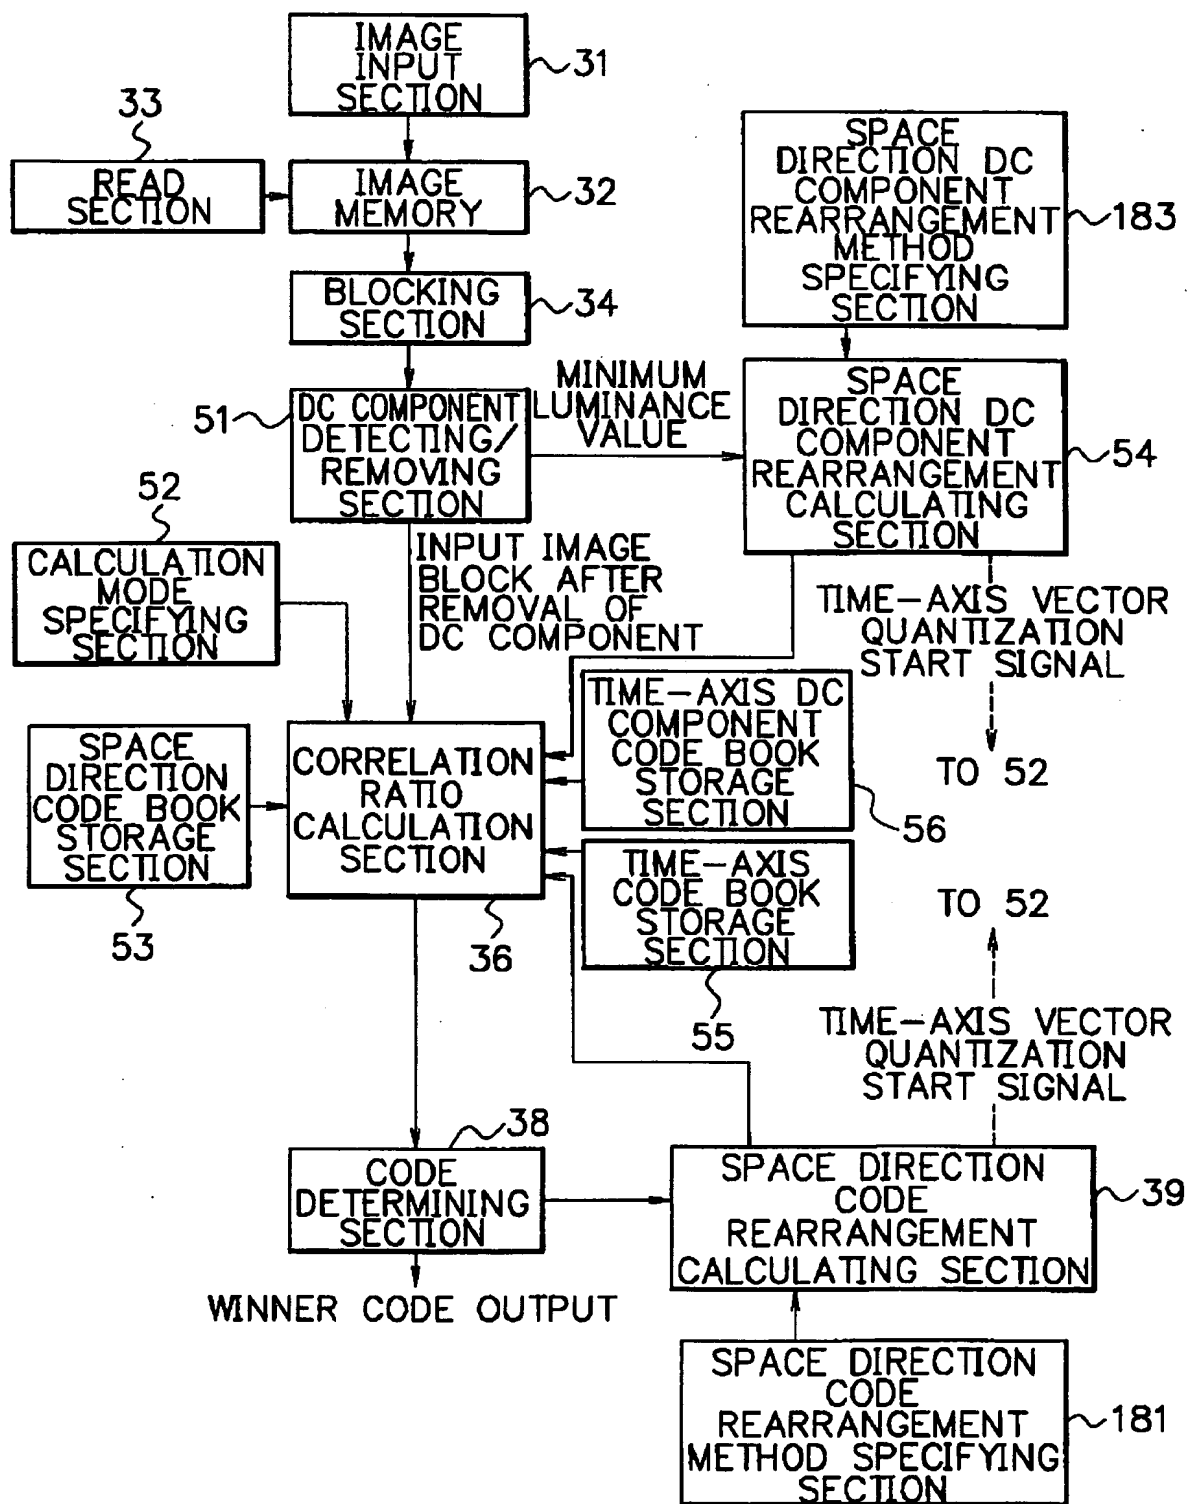 IMAGE
INPUT
SECTION
31
33
READ
SECTION
IMAGE
MEMORY
32
SPACE
DIRECTION DC
COMPONENT
REARRANGEMENT
METHOD
SPECIFYING
SECTION
183
BLOCKING
SECTION
34
51
DC COMPONENT
DETECTING/
REMOVING
SECTION
MINIMUM
LUMINANCE
VALUE
SPACE
DIRECTION DC
COMPONENT
REARRANGEMENT
CALCULATING
SECTION
54
52
CALCULATION
MODE
SPECIFYING
SECTION
INPUT IMAGE
BLOCK AFTER
REMOVAL OF
DC COMPONENT
TIME-AXIS VECTOR
QUANTIZATION
START SIGNAL
TO 52
SPACE
DIRECTION
CODE BOOK
STORAGE
SECTION
53
CORRELATION
RATIO
CALCULATION
SECTION
36
TIME-AXIS DC
COMPONENT
CODE BOOK
STORAGE
SECTION
56
TIME-AXIS
CODE BOOK
STORAGE
SECTION
55
TO 52
TIME-AXIS VECTOR
QUANTIZATION
START SIGNAL
38
CODE
DETERMINING
SECTION
WINNER CODE OUTPUT
SPACE DIRECTION
CODE
REARRANGEMENT
CALCULATING SECTION
39
SPACE DIRECTION
CODE
REARRANGEMENT
METHOD SPECIFYING
SECTION
181